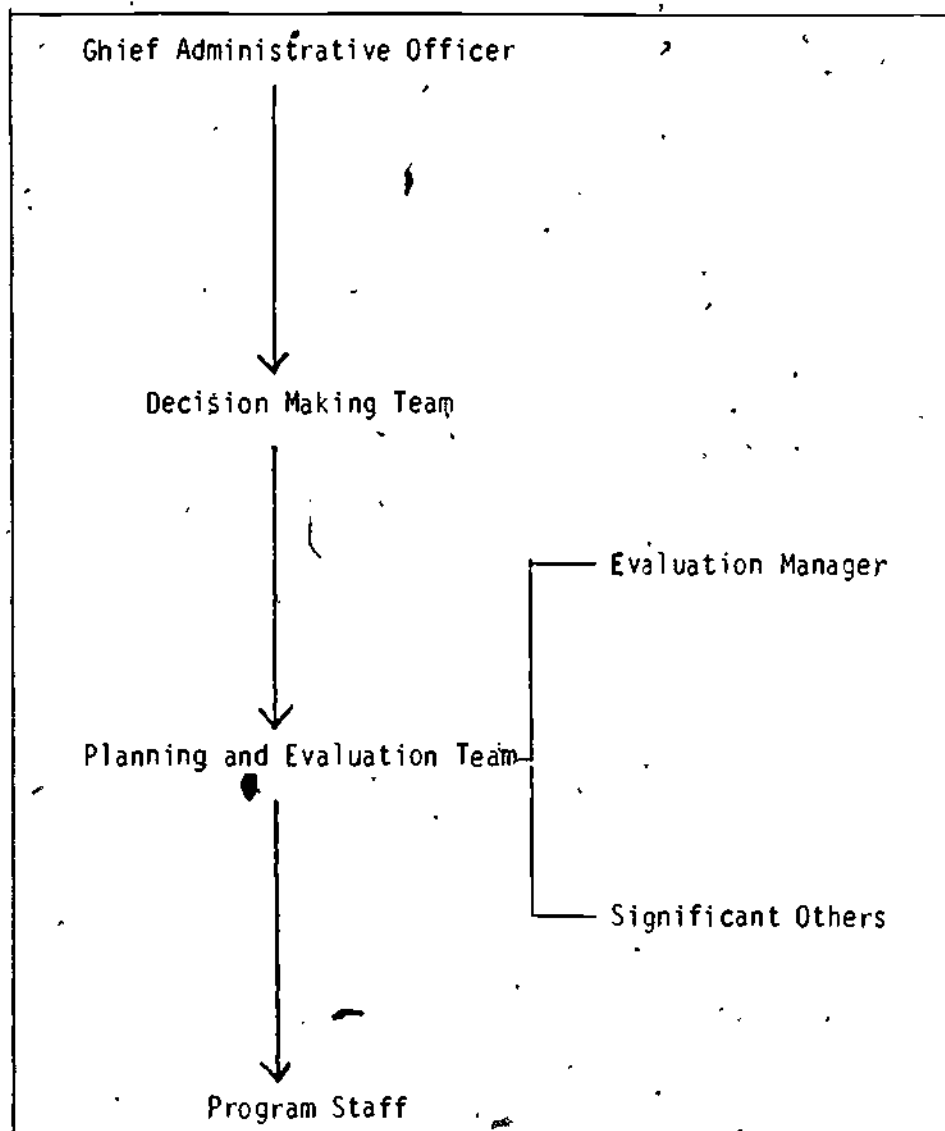 Ghief Administrative Officer
Decision Making Team
Evaluation Manager
Planning and Evaluation Team
Significant Others
Program Staff